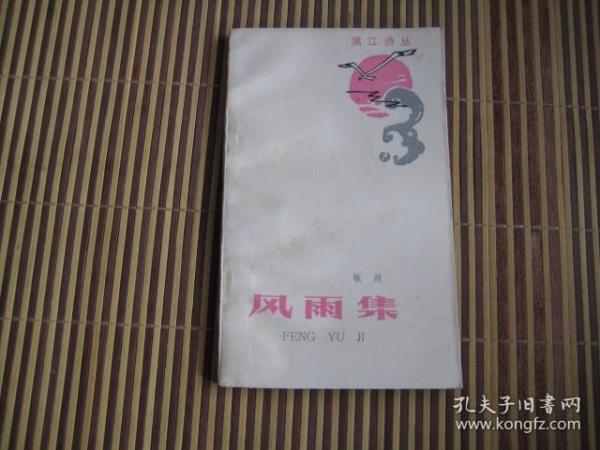 漓江诗丛
敏歧
风雨集
FENG YU JI
孔夫子旧書网
www.kongfz.com